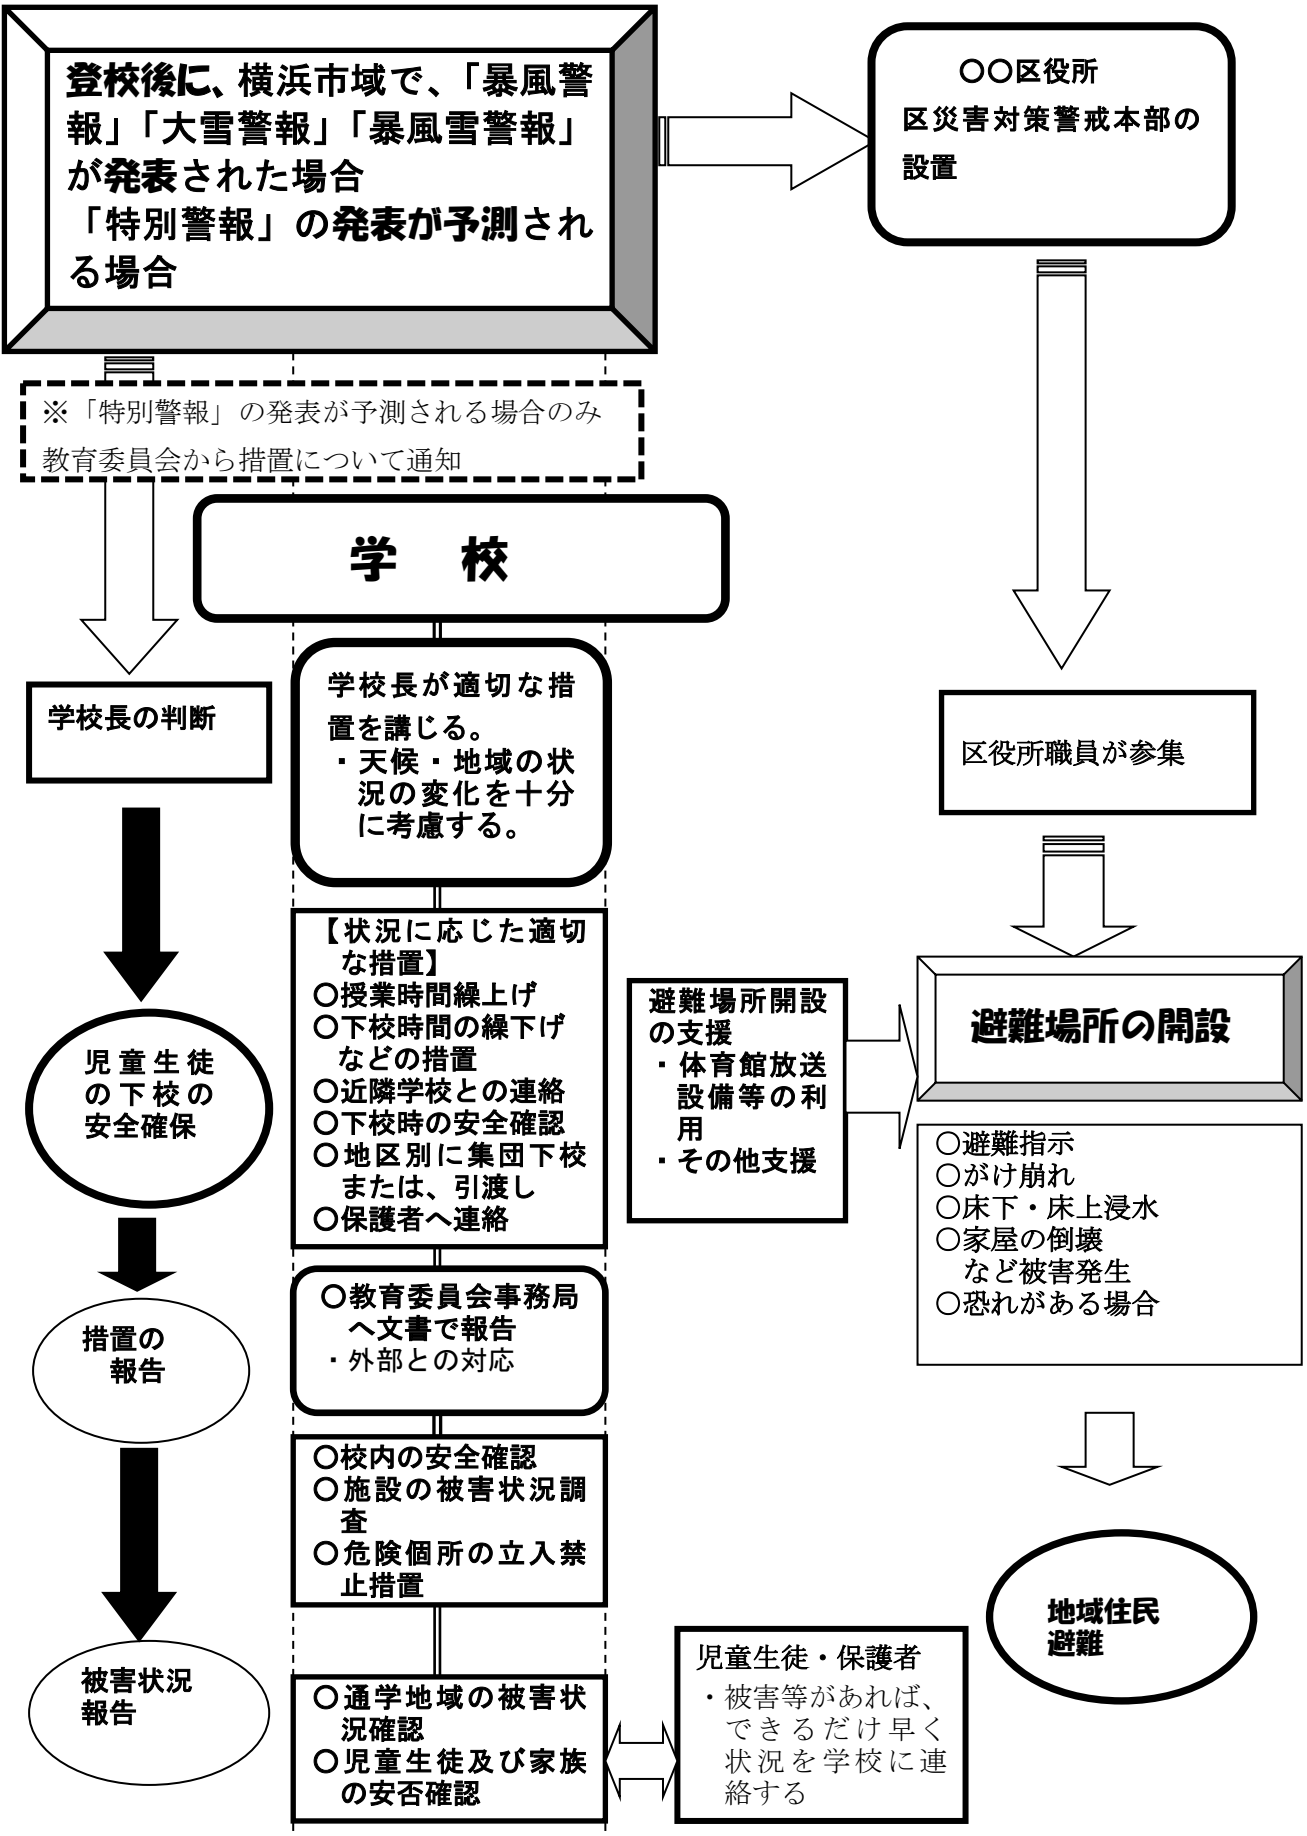 登校後に、横浜市域で、「暴風警
報」「大雪警報」「暴風雪警報」
が発表された場合
「特別警報」の発表が予測され
る場合
〇〇区役所
区災害対策警戒本部の
設置
※「特別警報」の発表が予測される場合のみ
教育委員会から措置について通知
学 校
学校長の判断
学校長が適切な措
置を講じる。
・天候・地域の状
況の変化を十分
に考慮する。
区役所職員が参集
【状況に応じた適切
な措置】
〇授業時間繰上げ
〇下校時間の繰下げ
などの措置
〇近隣学校との連絡
〇下校時の安全確認
〇地区別に集団下校
または、引渡し
〇保護者へ連絡
児童生徒
の下校の
安全確保
避難場所開設
の支援
・体育館放送
設備等の利
用
・その他支援
避難場所の開設
〇避難指示
〇がけ崩れ
〇床下・床上浸水
〇家屋の倒壊
など被害発生
〇恐れがある場合
措置の
報告
〇教育委員会事務局
へ文書で報告
・外部との対応
〇校内の安全確認
〇施設の被害状況調
査
〇危険個所の立入禁
止措置
地域住民
避難
被害状況
報告
〇通学地域の被害状
況確認
〇児童生徒及び家族
の安否確認
児童生徒・保護者
・被害等があれば、
できるだけ早く
状況を学校に連
絡する